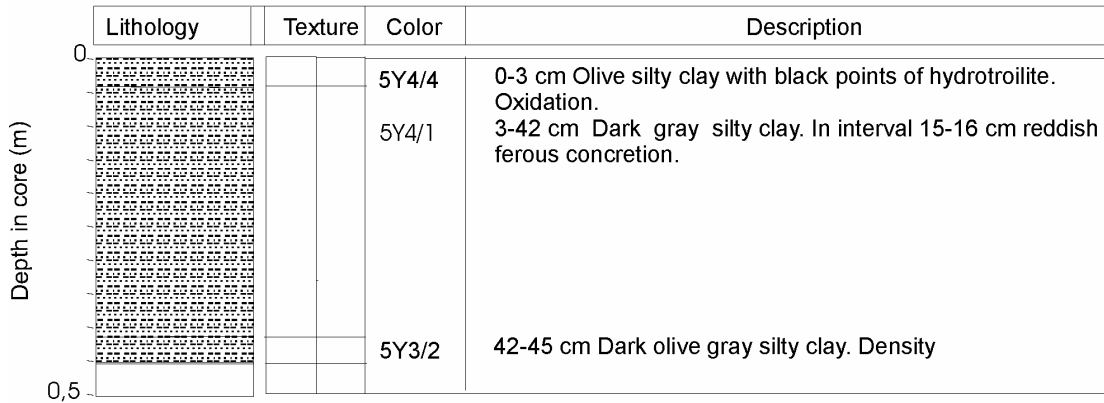 Lithology Texture Color Description
0
5Y4/4 0-3 cm Olive silty clay with black points of hydrotroilite.
Oxidation.
5Y4/1 3-42 cm Dark gray silty clay. In interval 15-16 cm reddish
ferous concretion.
Depth in core (m)
5Y3/2 42-45 cm Dark olive gray silty clay. Density
0,5